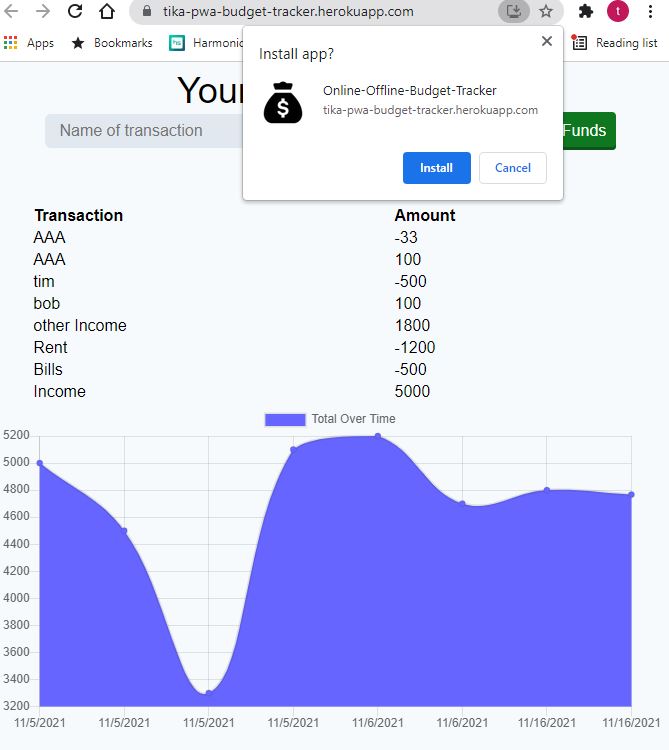 tika-pwa-budget-tracker.herokuapp.com
t
Apps
Bookmarks
Harmonic
Reading list
Install app?
Online-Offline-Budget-Tracker
tika-pwa-budget-tracker.herokuapp.com
Install Cancel
Your
Name of transaction
Funds
Transaction Amount
AAA -33
AAA 100
tim -500
bob 100
other Income 1800
Rent -1200
Bills -500
Income 5000
Total Over Time
5200
5000
4800
4600
4400
4200
4000
3800
3600
3400
3200
11/5/2021 11/5/2021 11/5/2021 11/5/2021 11/6/2021 11/6/2021 11/16/2021 11/16/2021